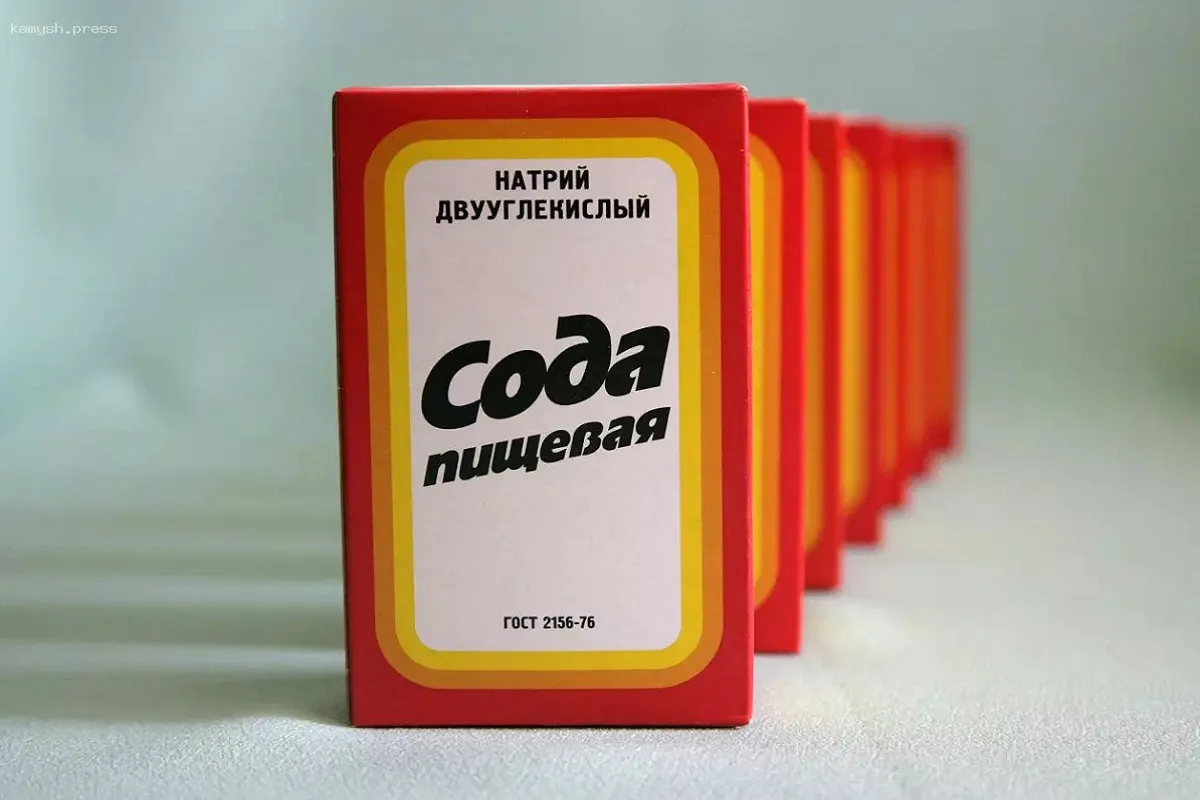 kamysh.press
НАТРИЙ
ДВУУГЛЕКИСЛЫЙ
Сода
пищевая
ГОСТ 2156-76